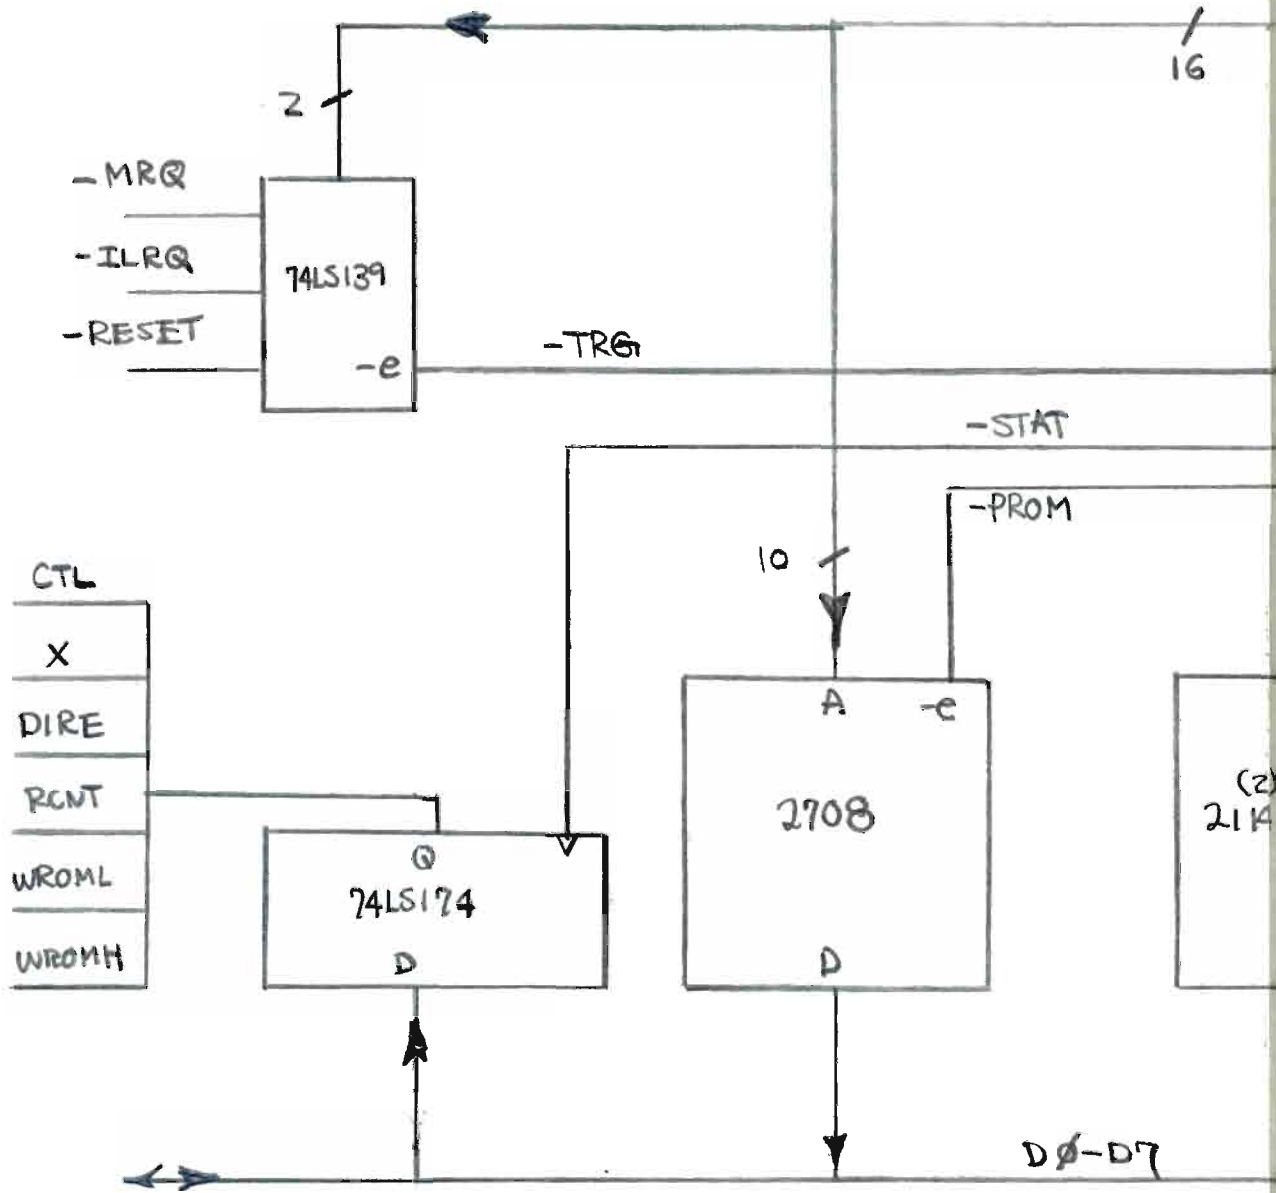 16
2
-MRQ
-ILRQ
74LS139
-RESET
-TRG
-e
-STAT
-PROM
10
CTL
X
A
-e
DIRE
RCNT
2708
(2)
Q
WROML
74LS174
WROMH
D
D
DØ-D7